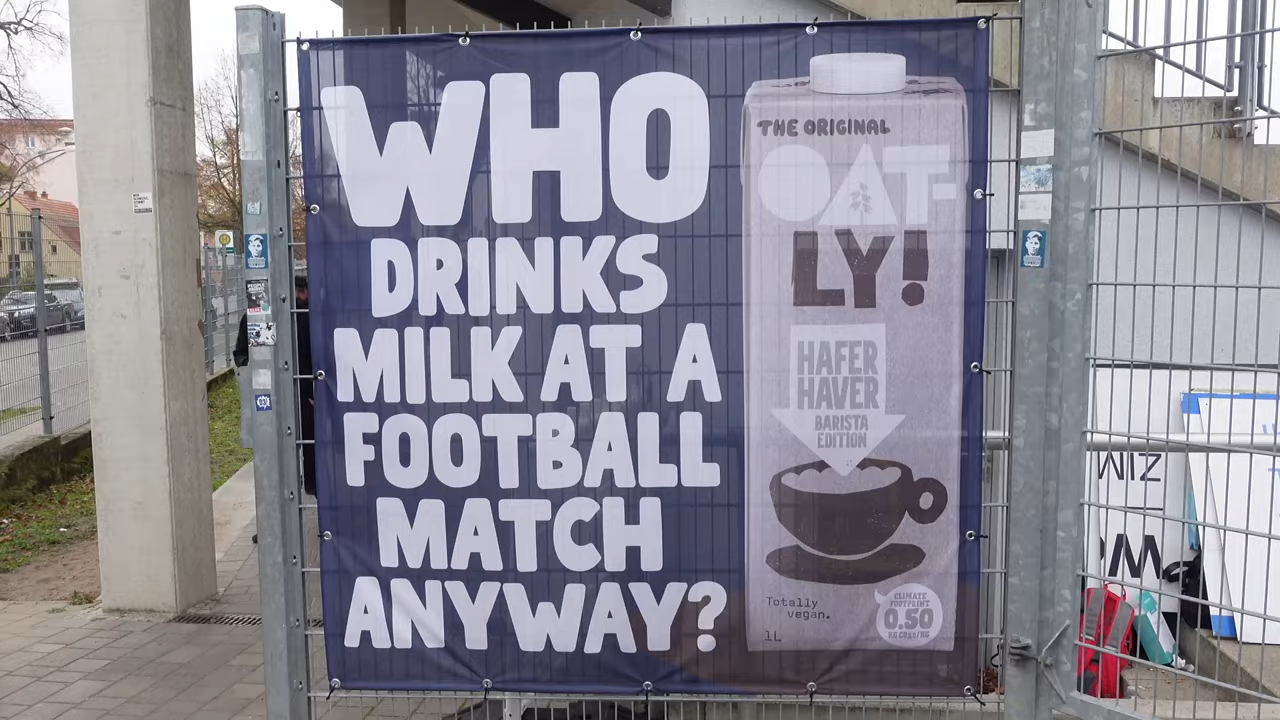 WHO
DRINKS
MILK AT A
FOOTBALL
MATCH
ANYWAY?
THE ORIGINAL
OAT-
LY!
HAFER
HAVER
BARISTA
EDITION
Totally
vegan.
1L
CLIMATE
FOOTPRINT
0.50
KG CO2e/KG
WIZ